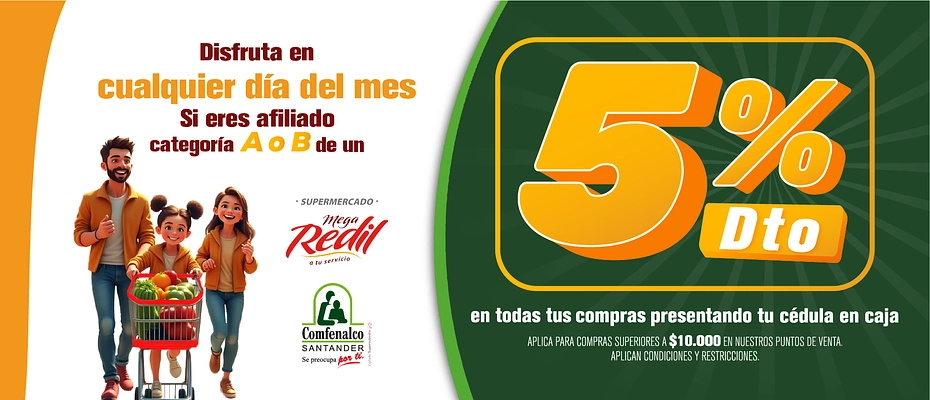 Disfruta en
cualquier día del mes
Si eres afiliado
categoría A o B de un
· SUPERMERCADO ·
Mega
Redil
a tu servicio
Comfenalco
SANTANDER
Se preocupa por ti.
5%
Dto
en todas tus compras presentando tu cédula en caja
APLICA PARA COMPRAS SUPERIORES A $10.000 EN NUESTROS PUNTOS DE VENTA.
APLICAN CONDICIONES Y RESTRICCIONES.